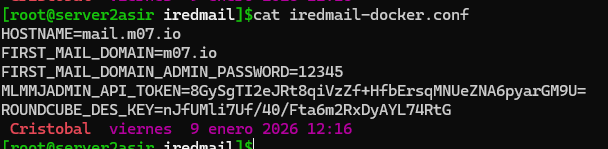 [root@server2asir iredmail]$cat iredmail-docker.conf
HOSTNAME=mail.m07.io
FIRST_MAIL_DOMAIN=m07.io
FIRST_MAIL_DOMAIN_ADMIN_PASSWORD=12345
MLMMJADMIN_API_TOKEN=8GySgTI2eJRt8qiVzZf+HfbErsqMNUeZNA6pyarGM9U=
ROUNDCUBE_DES_KEY=nJfUMli7Uf/40/Fta6m2RxDyAYL74RtG
Cristobal viernes 9 enero 2026 12:16
[root@server2asir iredmail]$